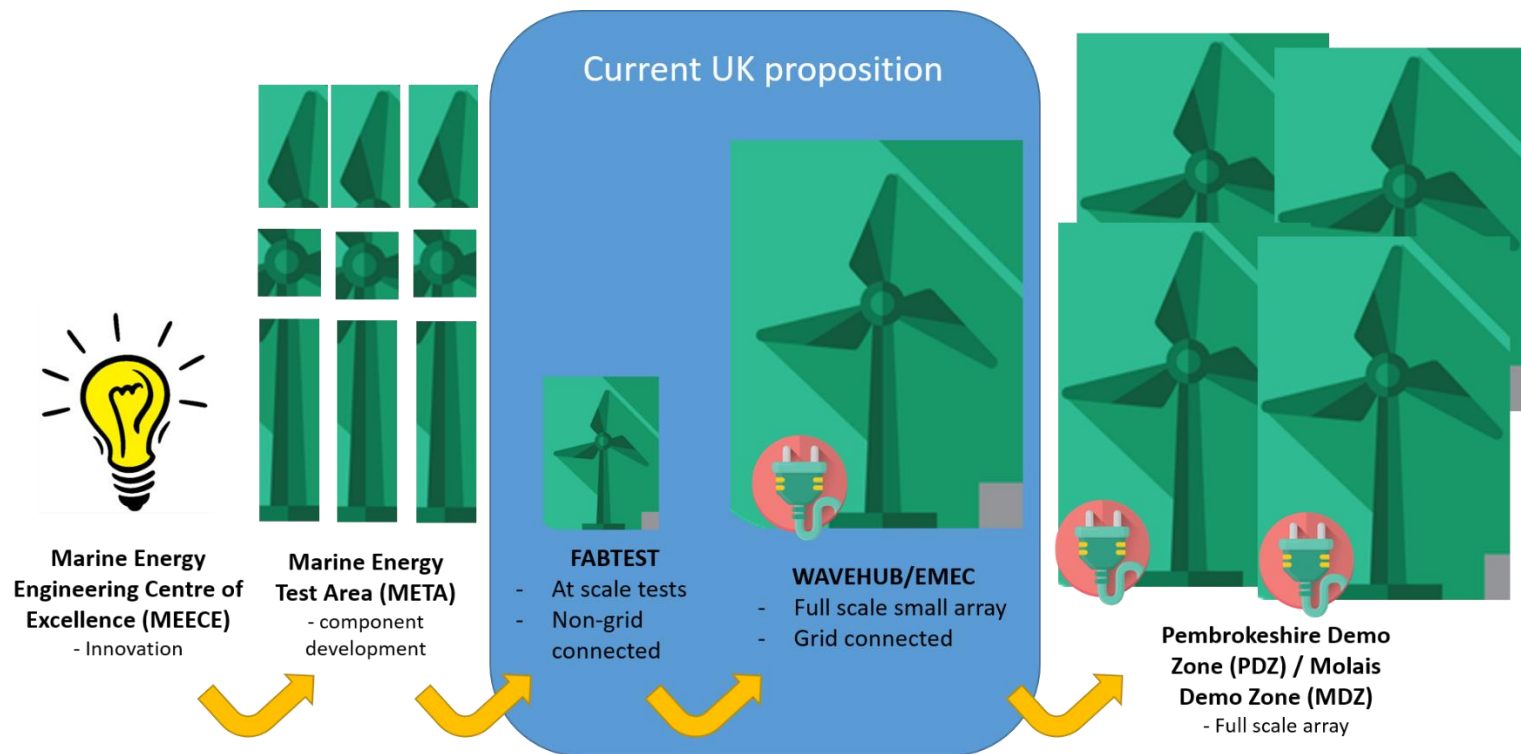 Current UK proposition
Marine Energy
Engineering Centre of
Excellence (MEECE)
- Innovation
Marine Energy
Test Area (META)
- component
development
FABTEST
- At scale tests
- Non-grid
connected
WAVEHUB/EMEC
- Full scale small array
- Grid connected
Pembrokeshire Demo
Zone (PDZ) / Molais
Demo Zone (MDZ)
- Full scale array